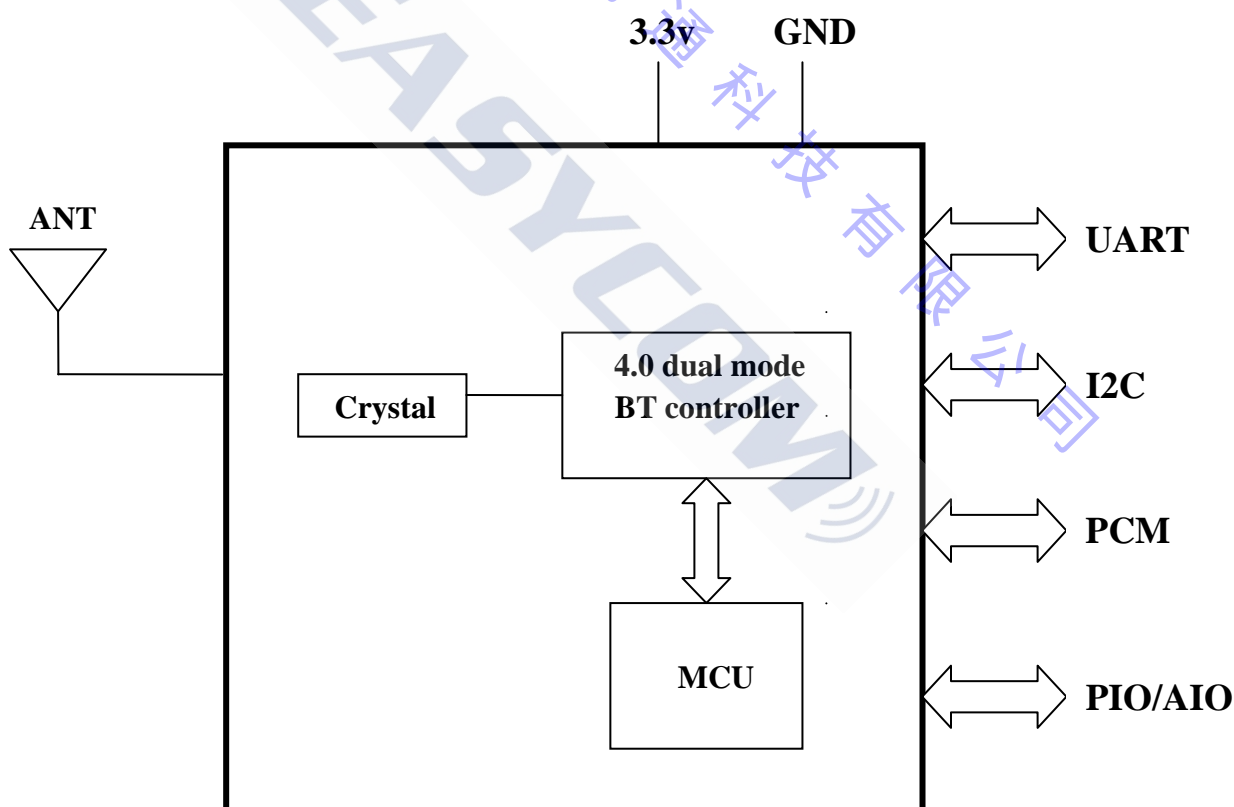 3.3v GND
ANT
UART
4.0 dual mode
BT controller
Crystal
I2C
PCM
MCU
PIO/AIO
EASYCOM
通科技有限公司